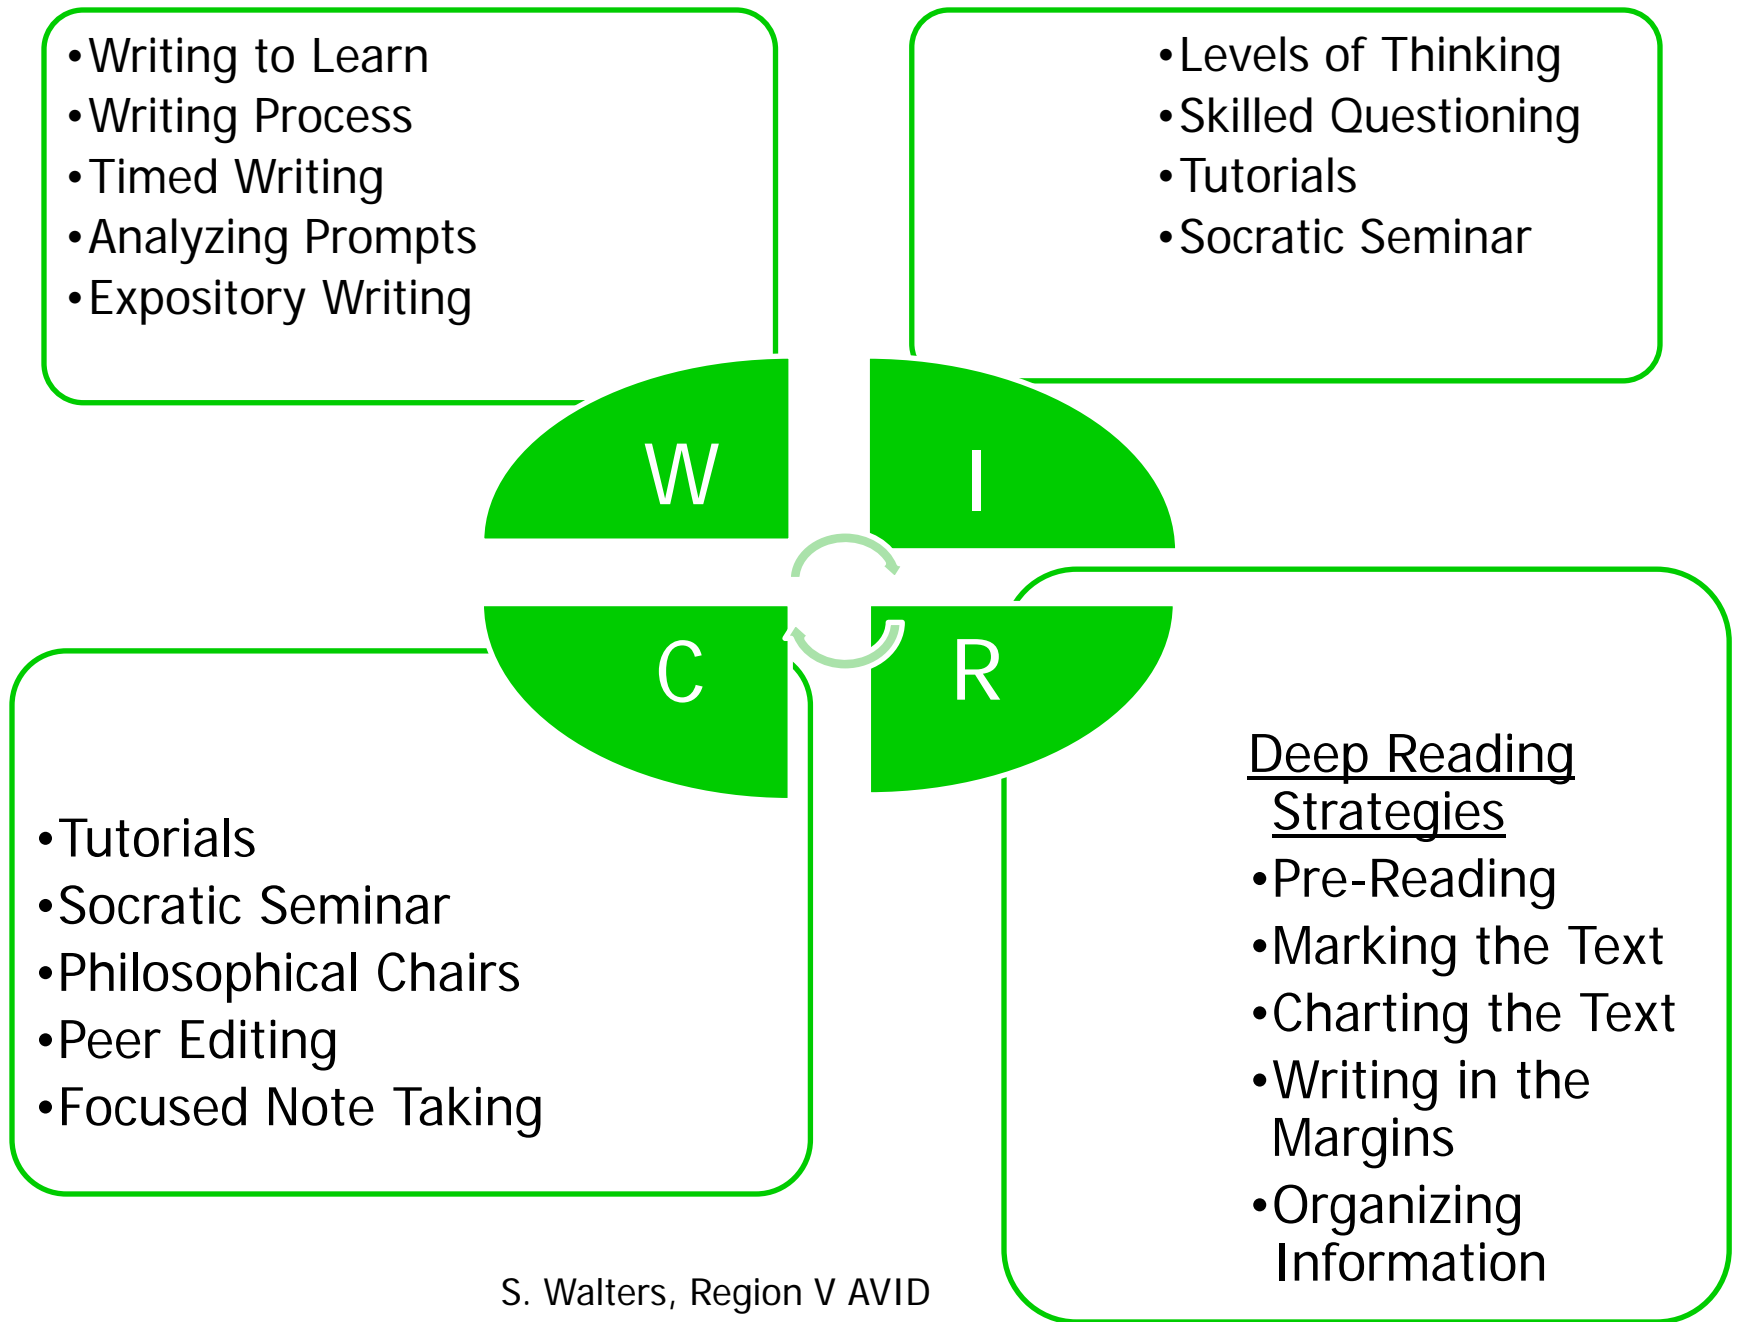 •Writing to Learn
•Writing Process
•Timed Writing
•Analyzing Prompts
•Expository Writing
•Levels of Thinking
•Skilled Questioning
•Tutorials
•Socratic Seminar
W
I
C
R
•Tutorials
•Socratic Seminar
•Philosophical Chairs
•Peer Editing
•Focused Note Taking
Deep Reading
Strategies
•Pre-Reading
•Marking the Text
•Charting the Text
•Writing in the
Margins
•Organizing
Information
S. Walters, Region V AVID